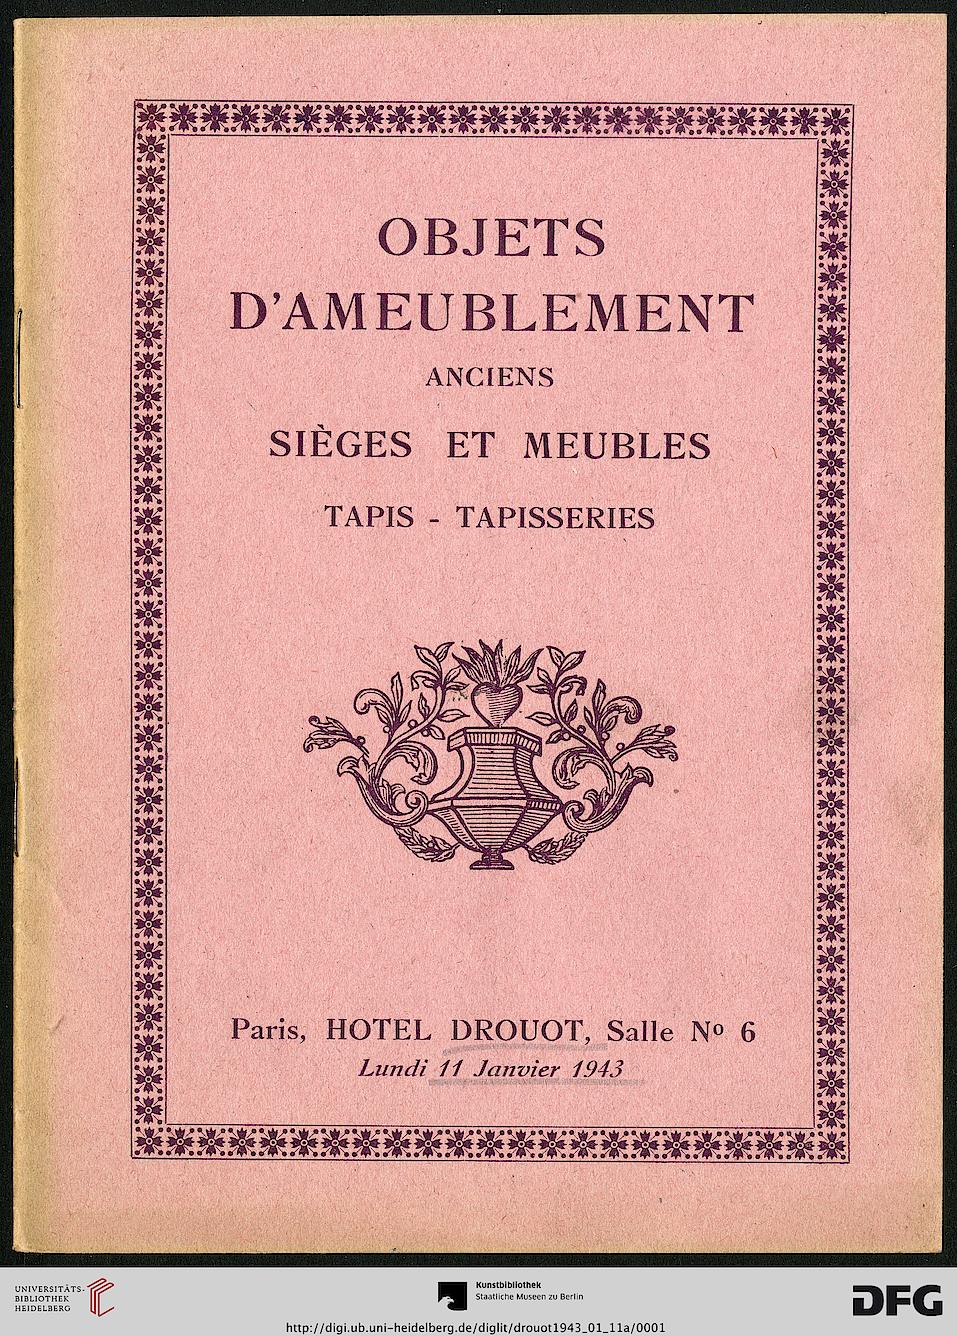 OBJETS
D'AMEUBLEMENT
ANCIENS
SIÈGES ET MEUBLES
TAPIS - TAPISSERIES
Paris, HOTEL DROUOT, Salle Nº 6
Lundi 11 Janvier 1943
UNIVERSITÄTS-
BIBLIOTHEK
HEIDELBERG
Kunstbibliothek
Staatliche Museen zu Berlin
DFG
http://digi.ub.uni-heidelberg.de/diglit/drouot1943_01_11a/0001